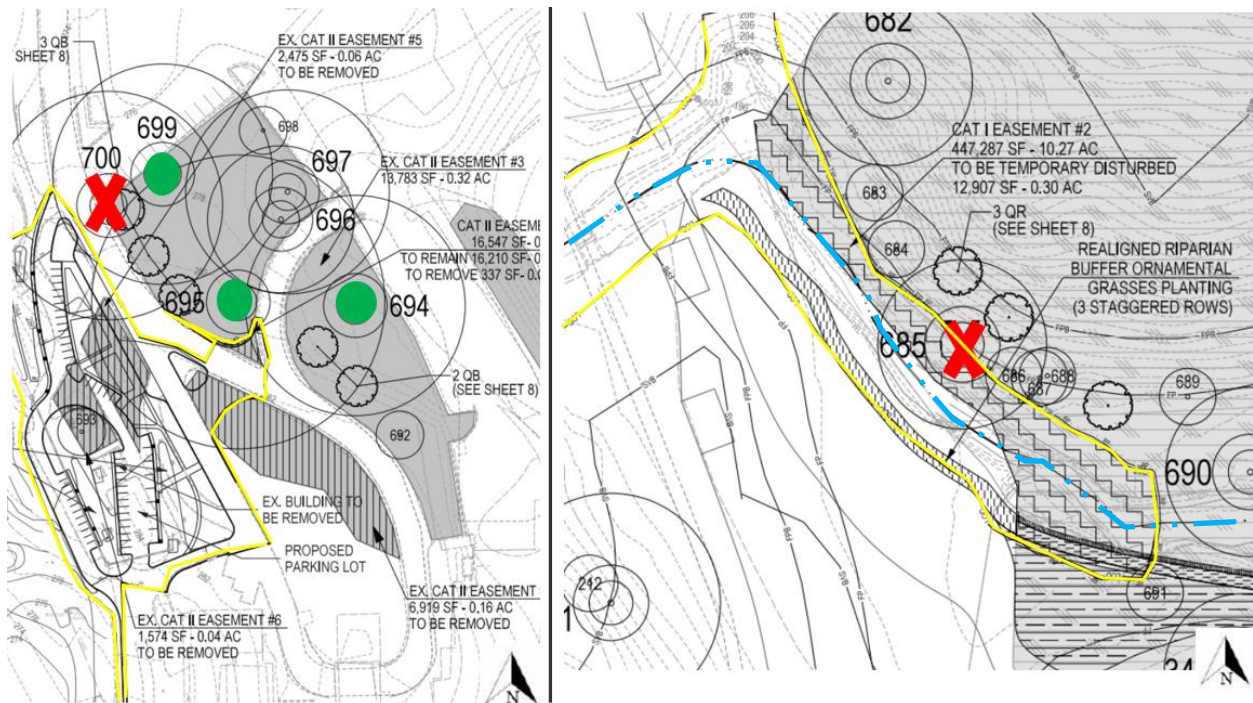 3 QB
SHEET 8)
EX. CAT II EASEMENT #5
2,475 SF - 0.06 AC
TO BE REMOVED
276
699
698
700
697
EX. CAT II EASEMENT #3
13,783 SF - 0.32 AC
278
696
CAT II EASEM
16,547 SF- 0
TO REMAIN 16,210 SF- 0
TO REMOVE 337 SF- 0.
695
694
2 QB
(SEE SHEET 8)
282
693
692
EX. BUILDING TO
BE REMOVED
PROPOSED
PARKING LOT
EX. CAT II EASEMENT
6,919 SF - 0.16 AC
TO BE REMOVED
EX. CAT II EASEMENT #6
1,574 SF - 0.04 AC
TO BE REMOVED
N
682
CAT I EASEMENT #2
447,287 SF - 10.27 AC
TO BE TEMPORARY DISTURBED
12,907 SF - 0.30 AC
683
3 QR
(SEE SHEET 8)
684
REALIGNED RIPARIAN
BUFFER ORNAMENTAL
GRASSES PLANTING
(3 STAGGERED ROWS)
685
686
688
687
689
690
212
691
N